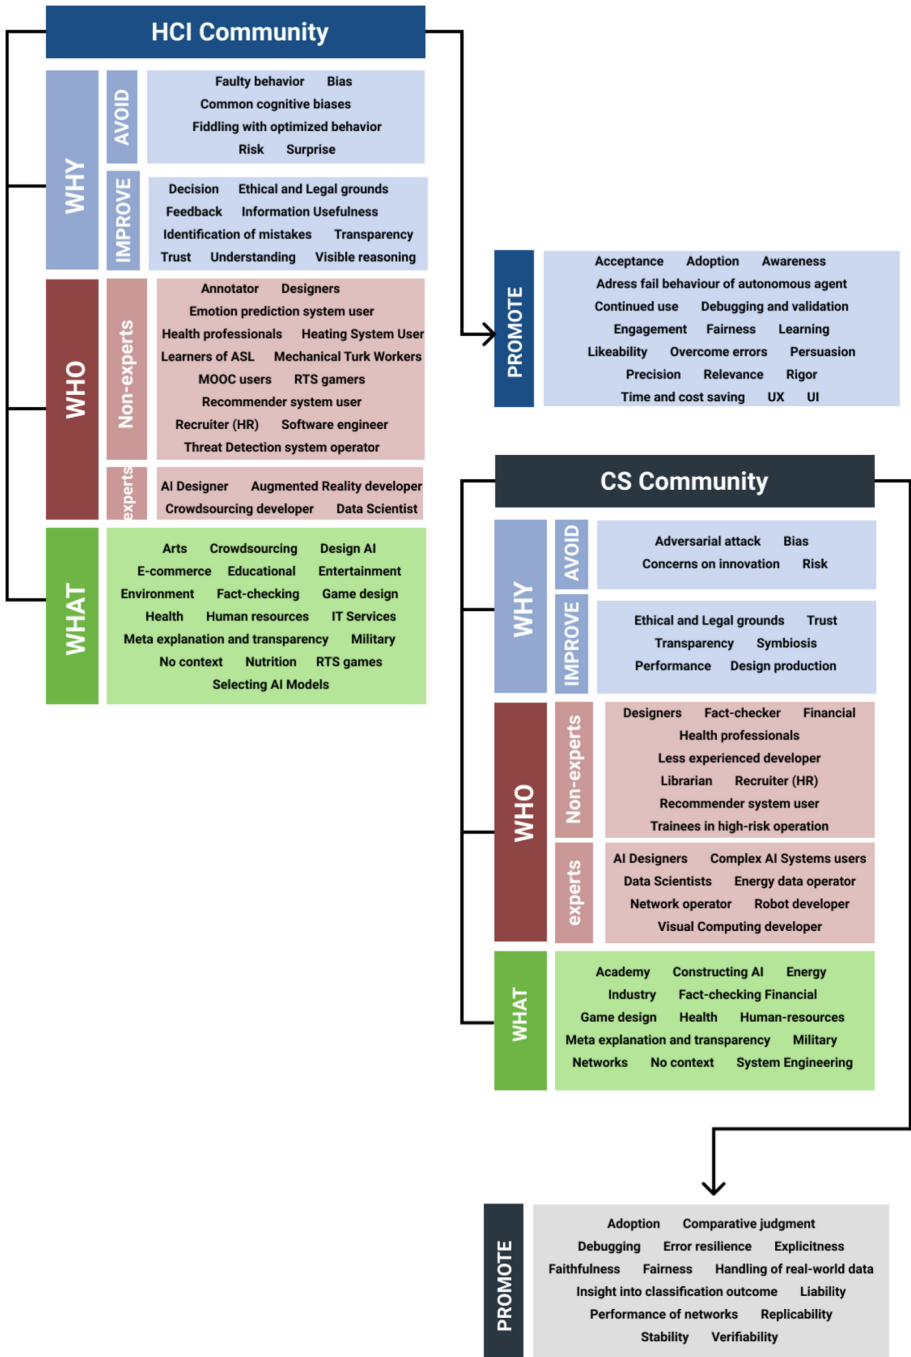 HCI Community
WHY
AVOID
Faulty behavior Bias
Common cognitive biases
Fiddling with optimized behavior
Risk Surprise
IMPROVE
Decision Ethical and Legal grounds
Feedback Information Usefulness
Identification of mistakes Transparency
Trust Understanding Visible reasoning
WHO
Non-experts
Annotator Designers
Emotion prediction system user
Health professionals Heating System User
Learners of ASL Mechanical Turk Workers
MOOC users RTS gamers
Recommender system user
Recruiter (HR) Software engineer
Threat Detection system operator
experts
AI Designer Augmented Reality developer
Crowdsourcing developer Data Scientist
WHAT
Arts Crowdsourcing Design AI
E-commerce Educational Entertainment
Environment Fact-checking Game design
Health Human resources IT Services
Meta explanation and transparency Military
No context Nutrition RTS games
Selecting AI Models
PROMOTE
Acceptance Adoption Awareness
Adress fail behaviour of autonomous agent
Continued use Debugging and validation
Engagement Fairness Learning
Likeability Overcome errors Persuasion
Precision Relevance Rigor
Time and cost saving UX UI
CS Community
WHY
AVOID
Adversarial attack Bias
Concerns on innovation Risk
IMPROVE
Ethical and Legal grounds Trust
Transparency Symbiosis
Performance Design production
WHO
Non-experts
Designers Fact-checker Financial
Health professionals
Less experienced developer
Librarian Recruiter (HR)
Recommender system user
Trainees in high-risk operation
experts
AI Designers Complex AI Systems users
Data Scientists Energy data operator
Network operator Robot developer
Visual Computing developer
WHAT
Academy Constructing AI Energy
Industry Fact-checking Financial
Game design Health Human-resources
Meta explanation and transparency Military
Networks No context System Engineering
PROMOTE
Adoption Comparative judgment
Debugging Error resilience Explicitness
Faithfulness Fairness Handling of real-world data
Insight into classification outcome Liability
Performance of networks Replicability
Stability Verifiability